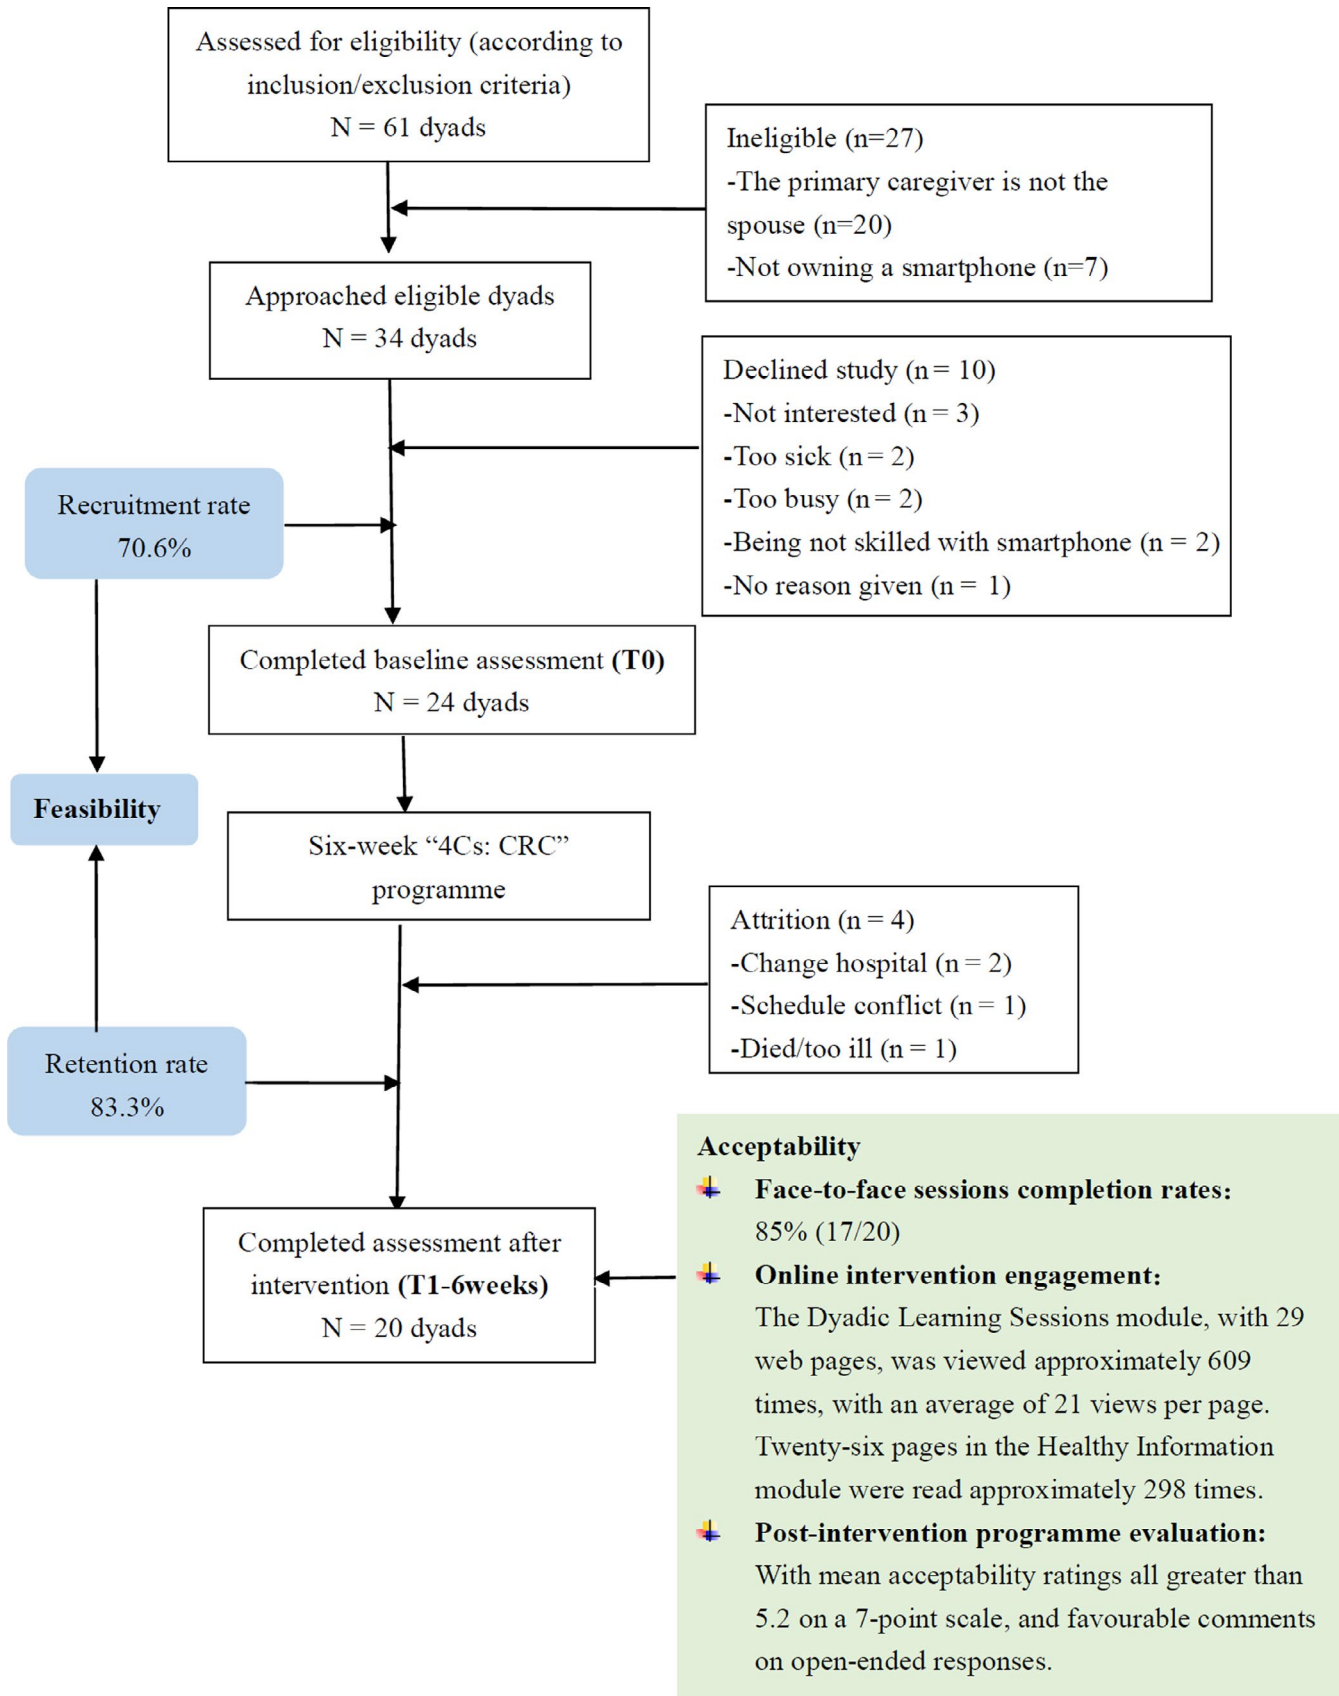 Assessed for eligibility (according to
inclusion/exclusion criteria)
N = 61 dyads
Ineligible (n=27)
-The primary caregiver is not the
spouse (n=20)
-Not owning a smartphone (n=7)
Approached eligible dyads
N = 34 dyads
Declined study (n = 10)
-Not interested (n = 3)
-Too sick (n = 2)
-Too busy (n = 2)
-Being not skilled with smartphone (n = 2)
-No reason given (n = 1)
Recruitment rate
70.6%
Completed baseline assessment (T0)
N = 24 dyads
Feasibility
Six-week “4Cs: CRC”
programme
Attrition (n = 4)
-Change hospital (n = 2)
-Schedule conflict (n = 1)
-Died/too ill (n = 1)
Retention rate
83.3%
Completed assessment after
intervention (T1-6weeks)
N = 20 dyads
Acceptability
Face-to-face sessions completion rates:
85% (17/20)
Online intervention engagement:
The Dyadic Learning Sessions module, with 29
web pages, was viewed approximately 609
times, with an average of 21 views per page.
Twenty-six pages in the Healthy Information
module were read approximately 298 times.
Post-intervention programme evaluation:
With mean acceptability ratings all greater than
5.2 on a 7-point scale, and favourable comments
on open-ended responses.